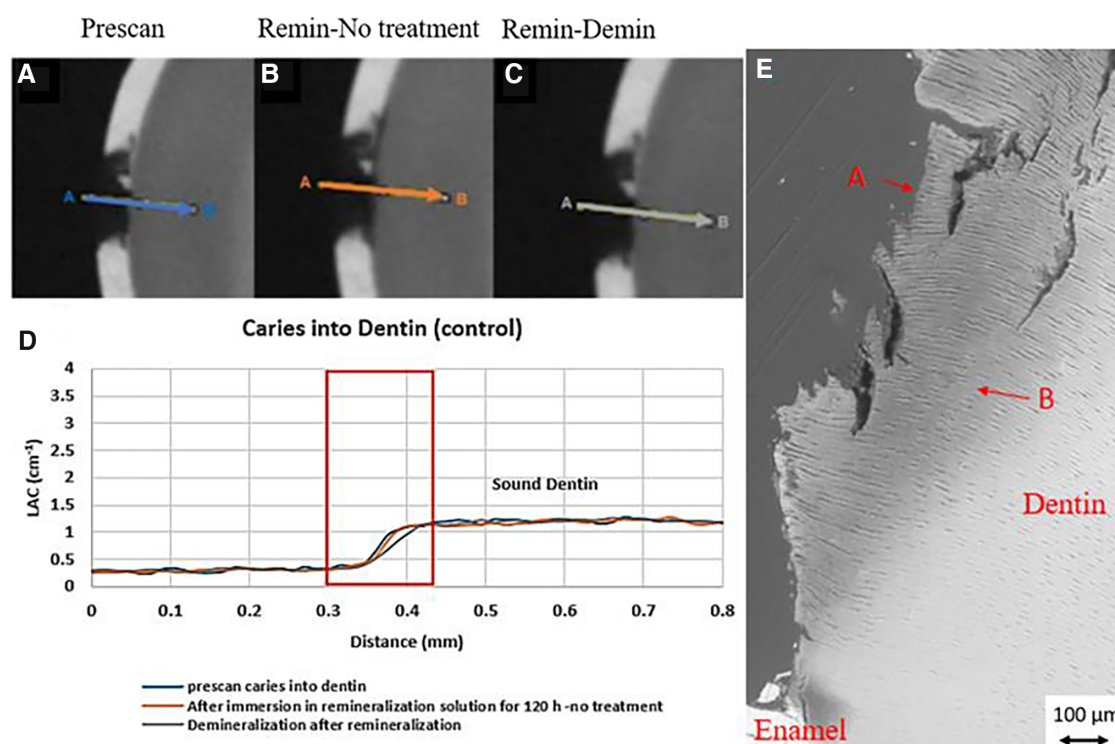 Prescan
Remin-No treatment
Remin-Demin
A
B
C
A
A
B
A
B
D
Caries into Dentin (control)
4
3.5
3
2.5
2
1.5
1
0.5
0
LAC (cm⁻¹)
Sound Dentin
0 0.1 0.2 0.3 0.4 0.5 0.6 0.7 0.8
Distance (mm)
prescan caries into dentin
After immersion in remineralization solution for 120 h -no treatment
Demineralization after remineralization
E
A
B
Dentin
Enamel
100 µm